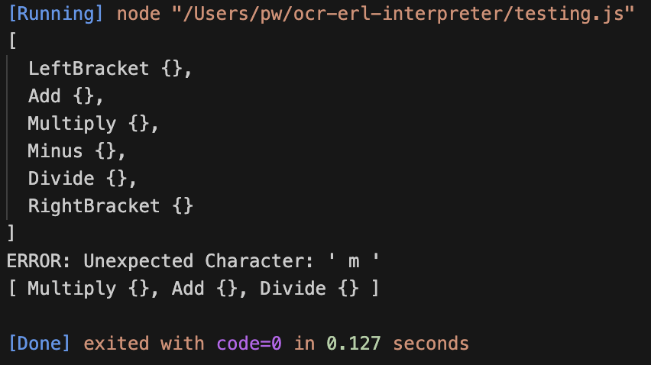 [Running] node "/Users/pw/ocr-erl-interpreter/testing.js"
[
LeftBracket {},
Add {},
Multiply {},
Minus {},
Divide {},
RightBracket {}
]
ERROR: Unexpected Character: ' m '
[ Multiply {}, Add {}, Divide {} ]
[Done] exited with code=0 in 0.127 seconds